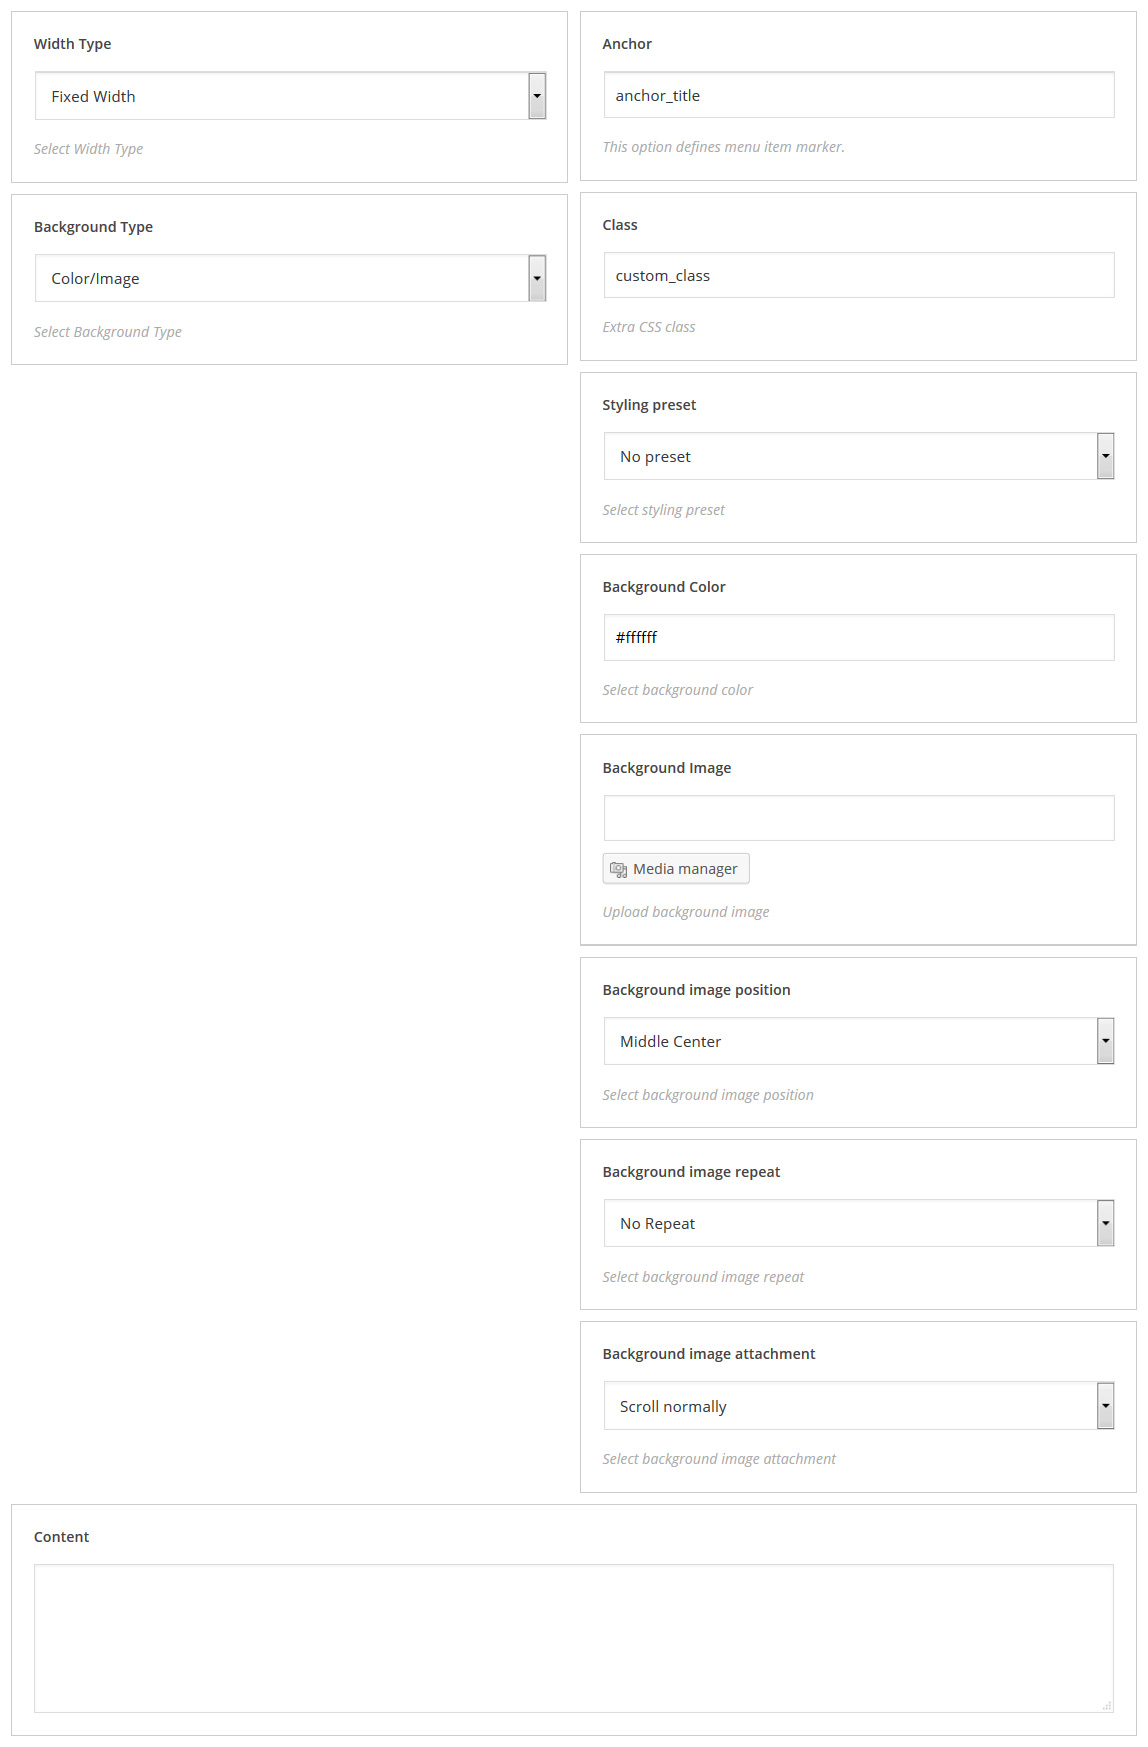 Width Type
Fixed Width
Select Width Type
Background Type
Color/Image
Select Background Type
Anchor
anchor_title
This option defines menu item marker.
Class
custom_class
Extra CSS class
Styling preset
No preset
Select styling preset
Background Color
#ffffff
Select background color
Background Image
Media manager
Upload background image
Background image position
Middle Center
Select background image position
Background image repeat
No Repeat
Select background image repeat
Background image attachment
Scroll normally
Select background image attachment
Content